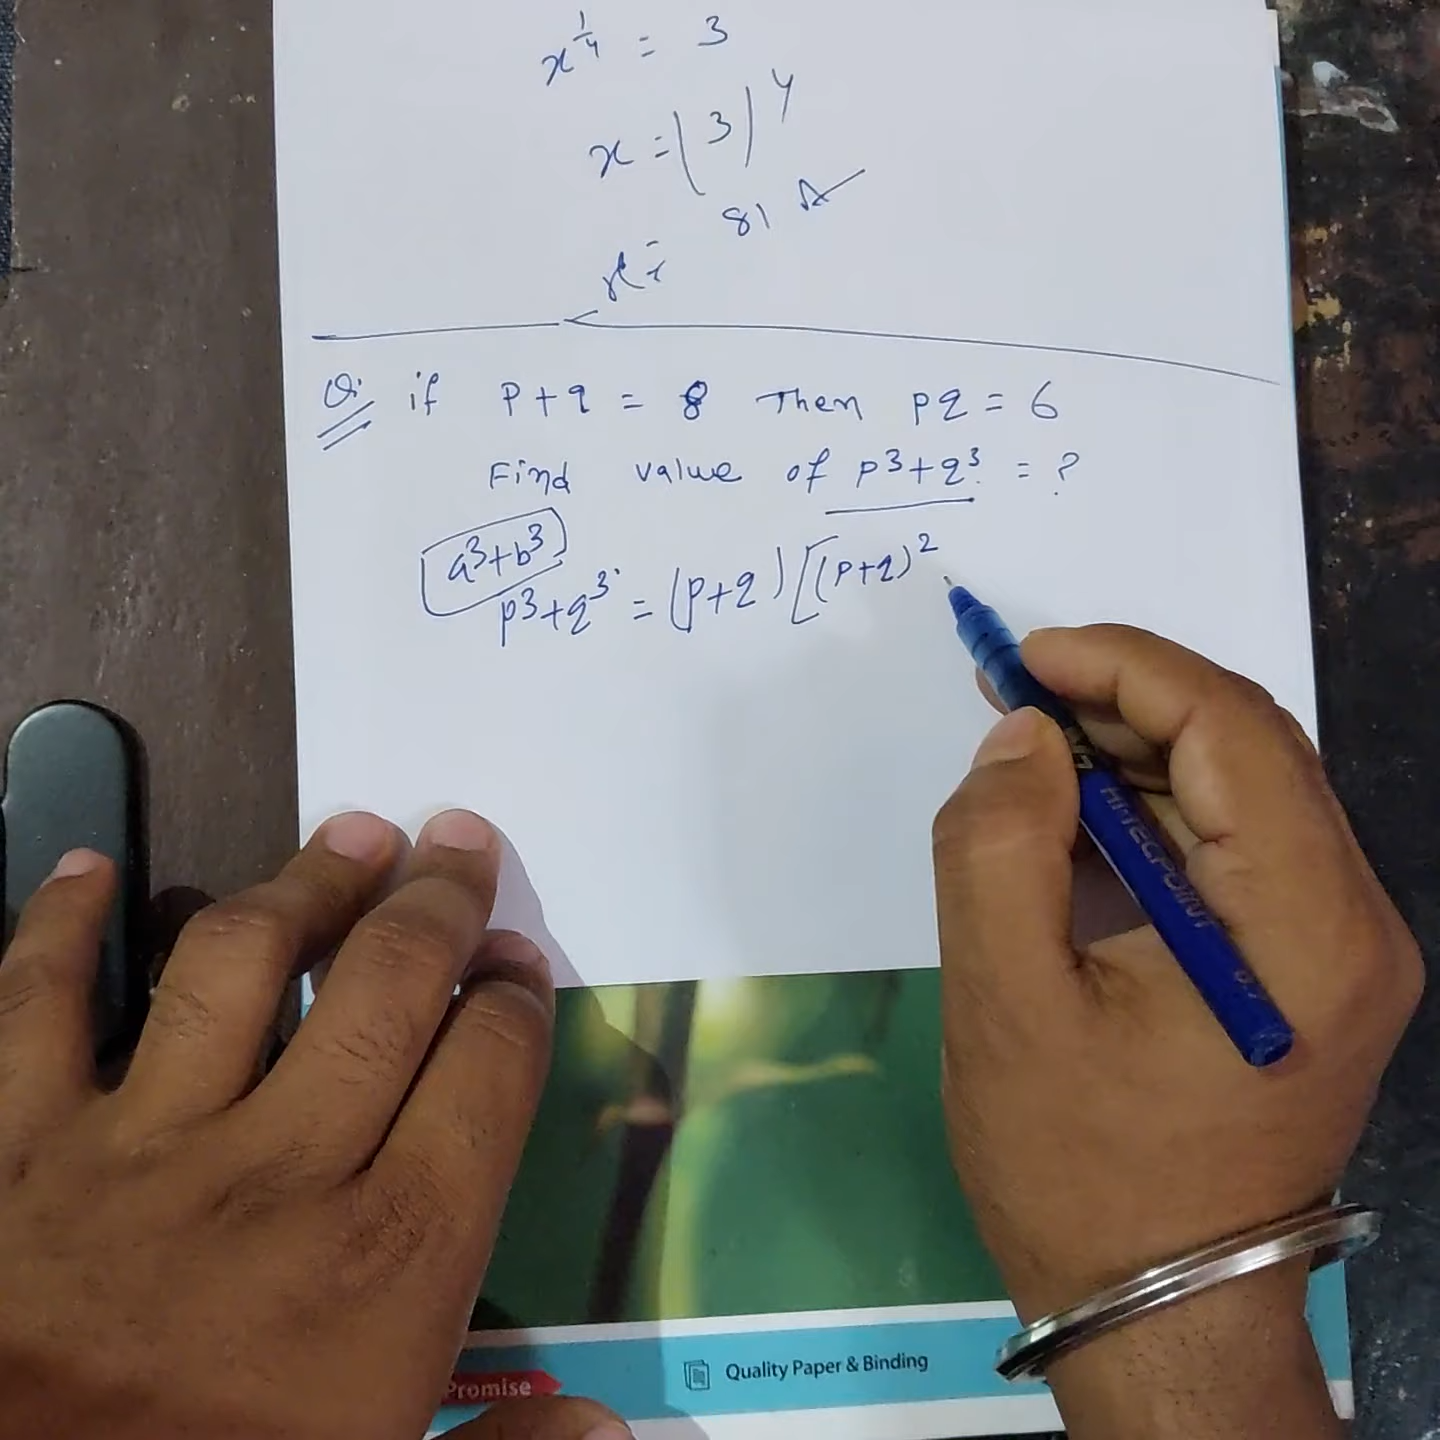 x^{1/4} = 3
x = (3)^4
x = 81 A
Q: if P+q = 8 Then pq = 6
Find value of p³+q³ = ?
a³+b³
p³+q³ = (p+q)[(p+q)²
HI-TECPOINT
Promise
Quality Paper & Binding